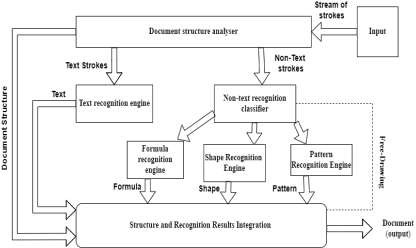 Stream of
strokes
Document structure analyser
Input
Text Strokes
Non-Text
strokes
Text
Text recognition engine
Non-text recognition
classifier
Document Structure
Formula
recognition
engine
Shape Recognition
Engine
Pattern
Recognition Engine
Free-Drawing
Formula
Shape
Pattern
Structure and Recognition Results Integration
Document
(output)